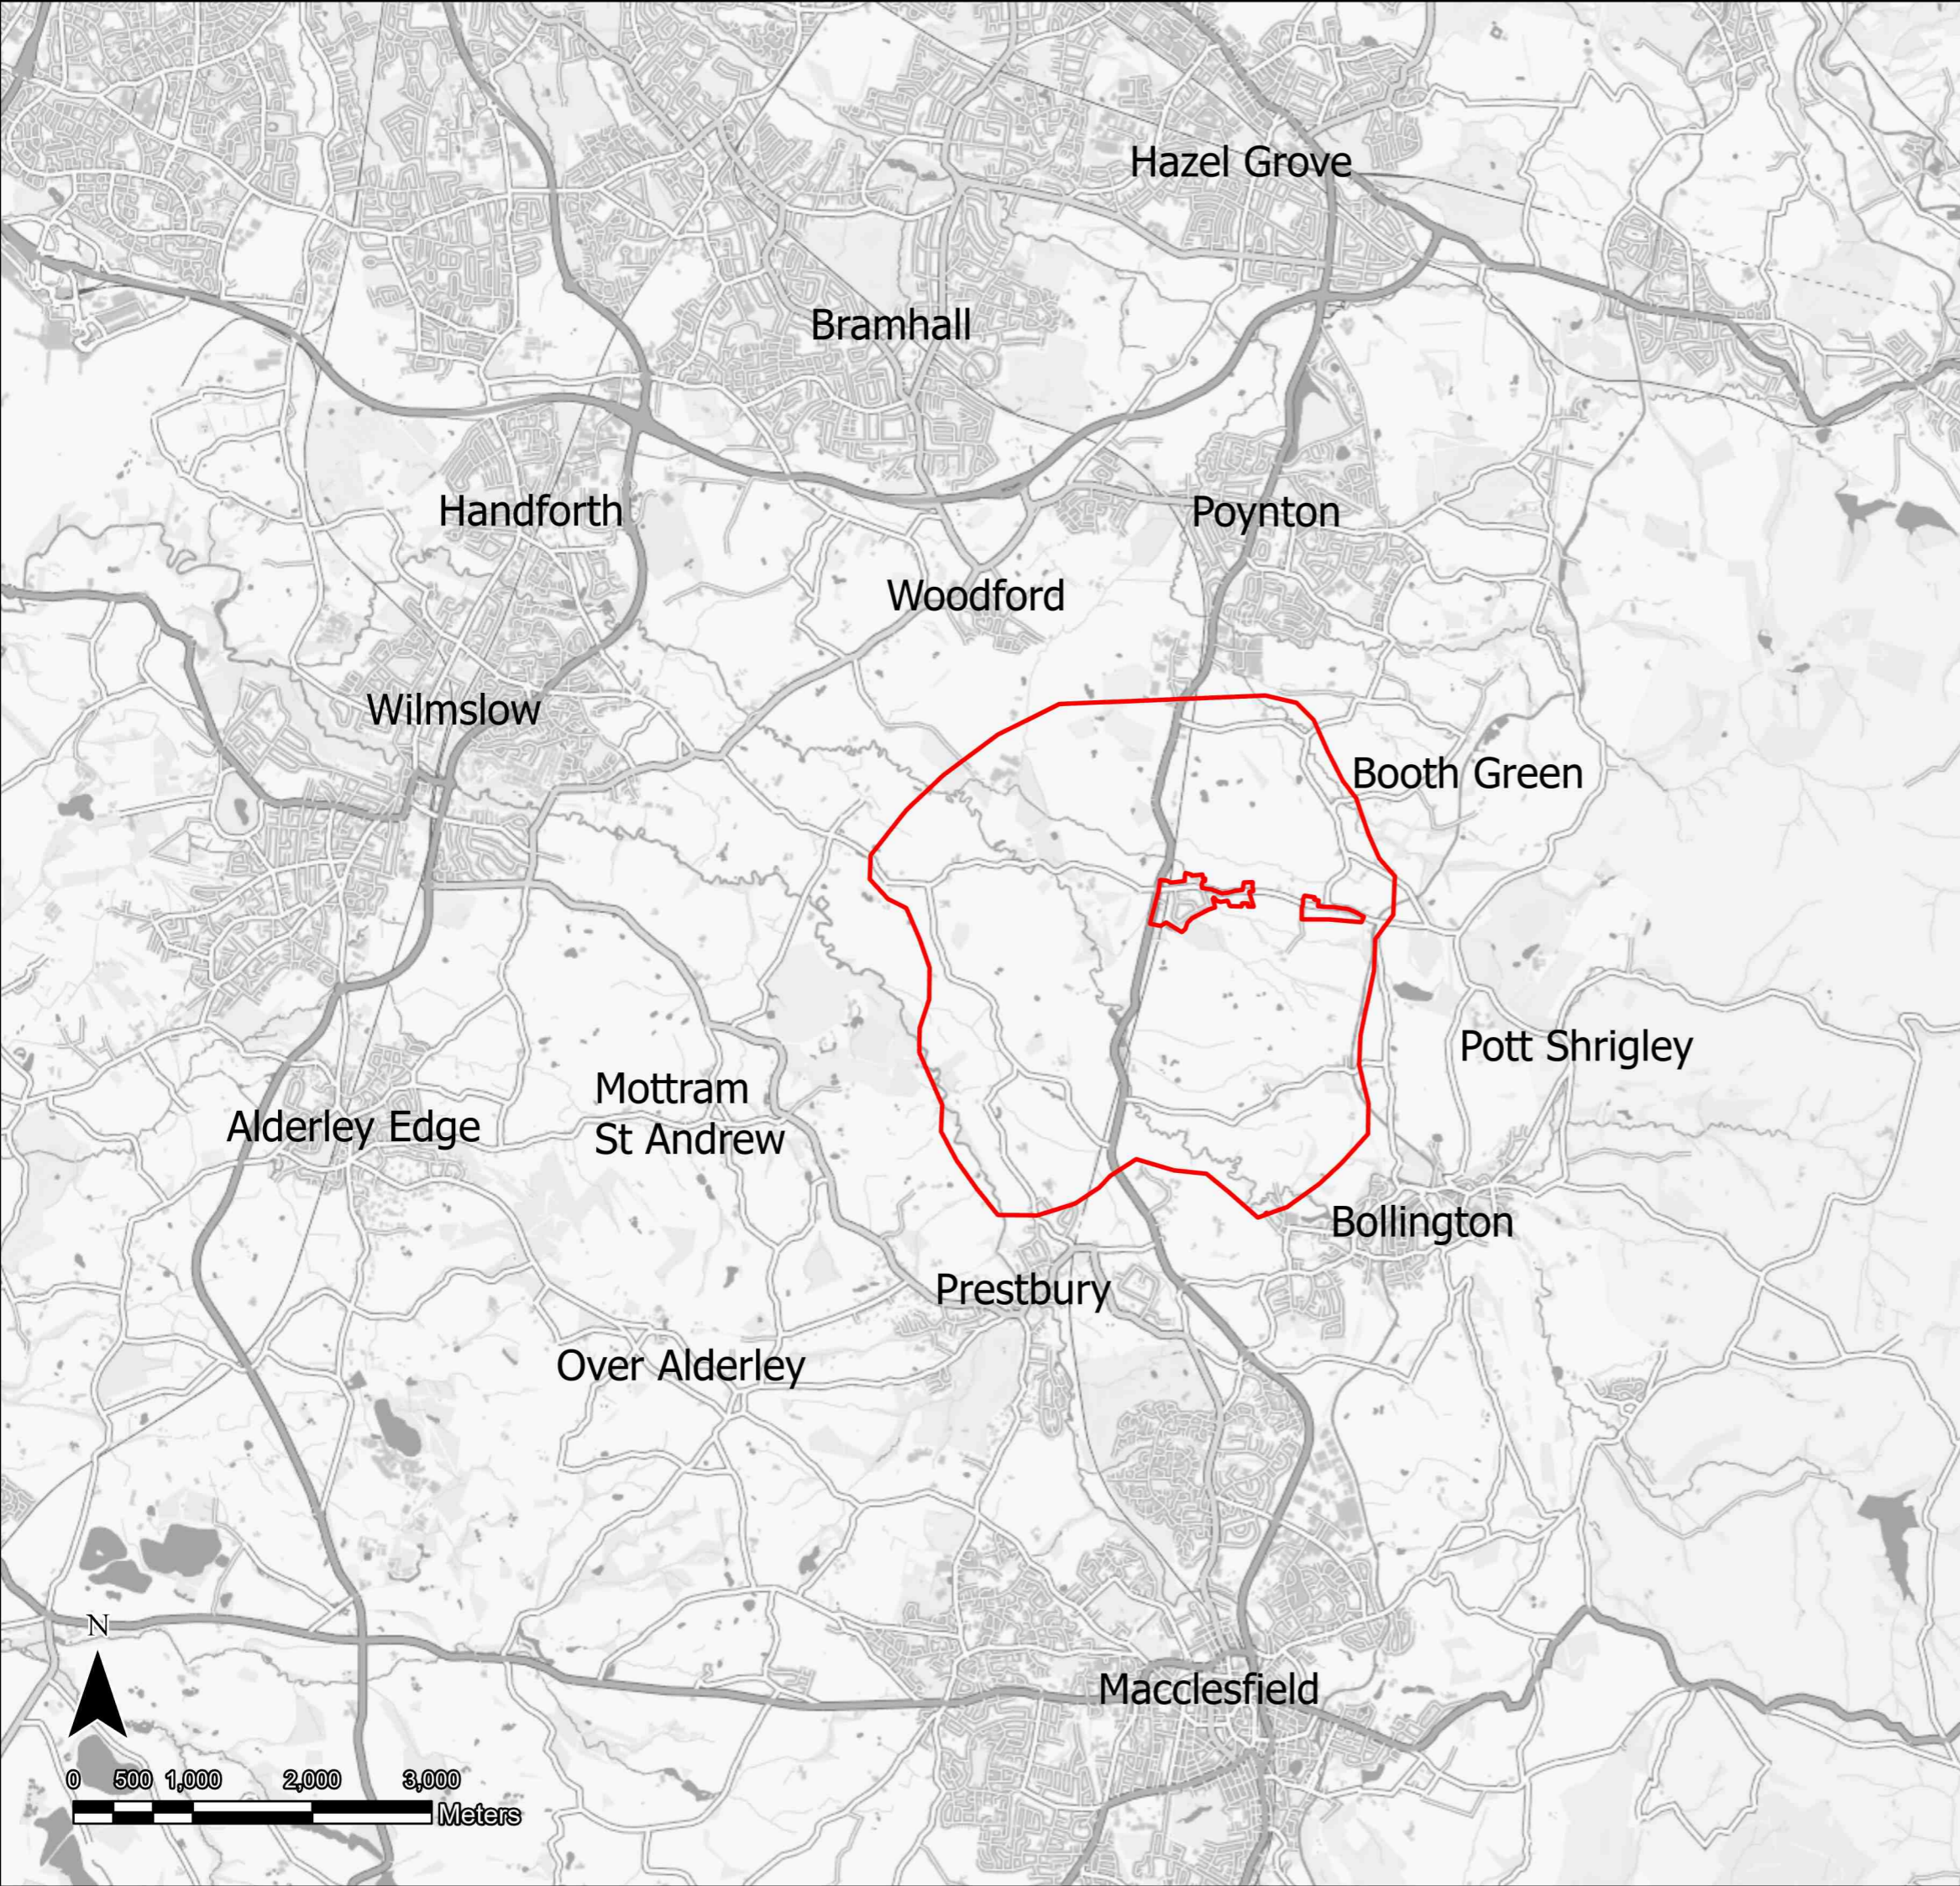 Hazel Grove
Bramhall
Handforth
Poynton
Woodford
Wilmslow
Booth Green
Pott Shrigley
Mottram
St Andrew
Alderley Edge
Bollington
Prestbury
Over Alderley
N
Macclesfield
0 500 1,000 2,000 3,000
Meters